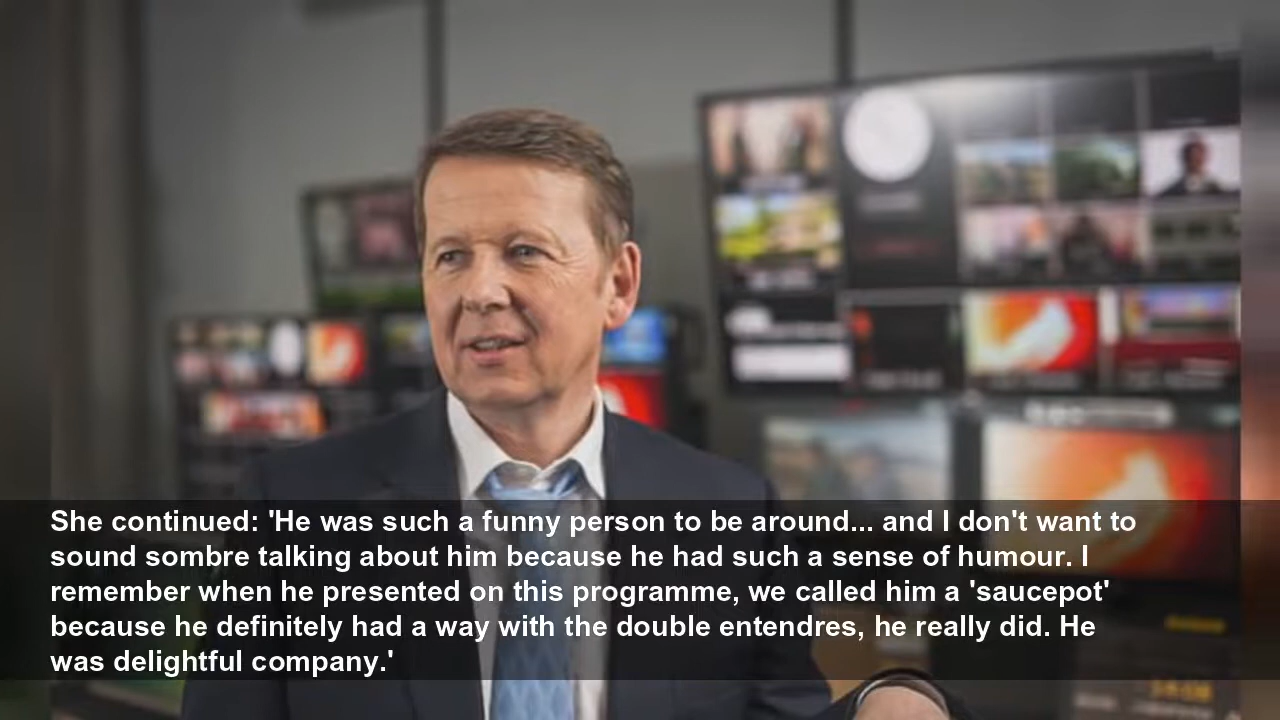 She continued: 'He was such a funny person to be around... and I don't want to
sound sombre talking about him because he had such a sense of humour. I
remember when he presented on this programme, we called him a 'saucepot'
because he definitely had a way with the double entendres, he really did. He
was delightful company.'